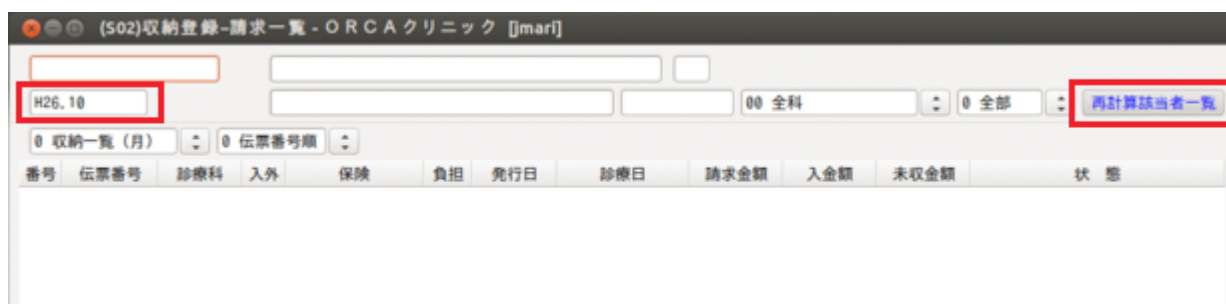 (S02)収納登録-請求一覧 - ＯＲＣＡクリニック [jmari]
H26.10 00 全科 0 全部 再計算該当者一覧
0 収納一覧（月） 0 伝票番号順
番号 伝票番号 診療科 入外 保険 負担 発行日 診療日 請求金額 入金額 未収金額 状 態